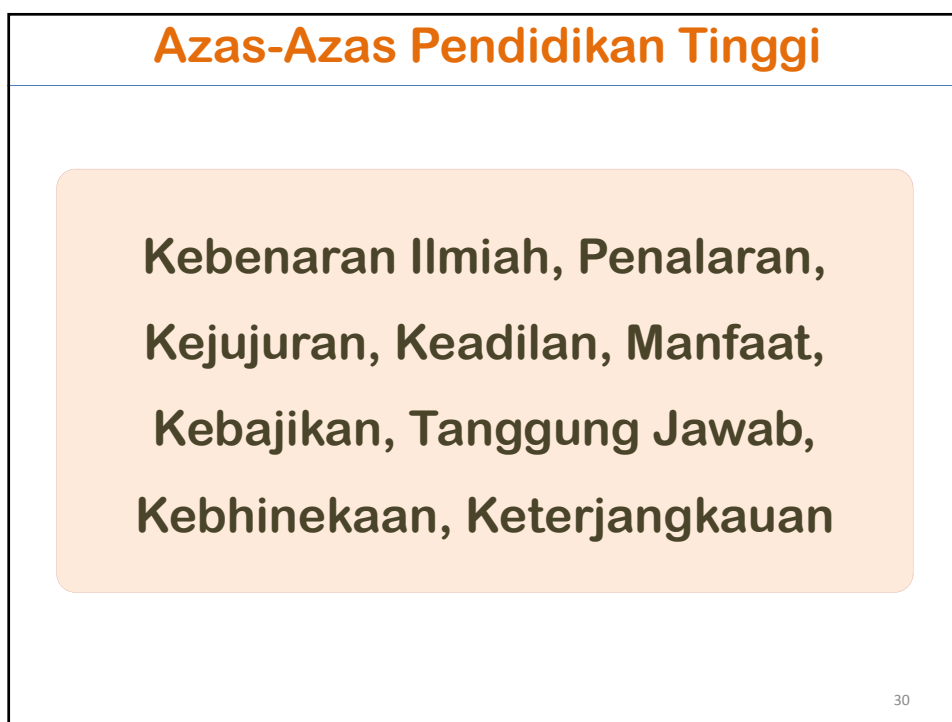 Azas-Azas Pendidikan Tinggi
Kebenaran Ilmiah, Penalaran,
Kejujuran, Keadilan, Manfaat,
Kebajikan, Tanggung Jawab,
Kebhinekaan, Keterjangkauan
30